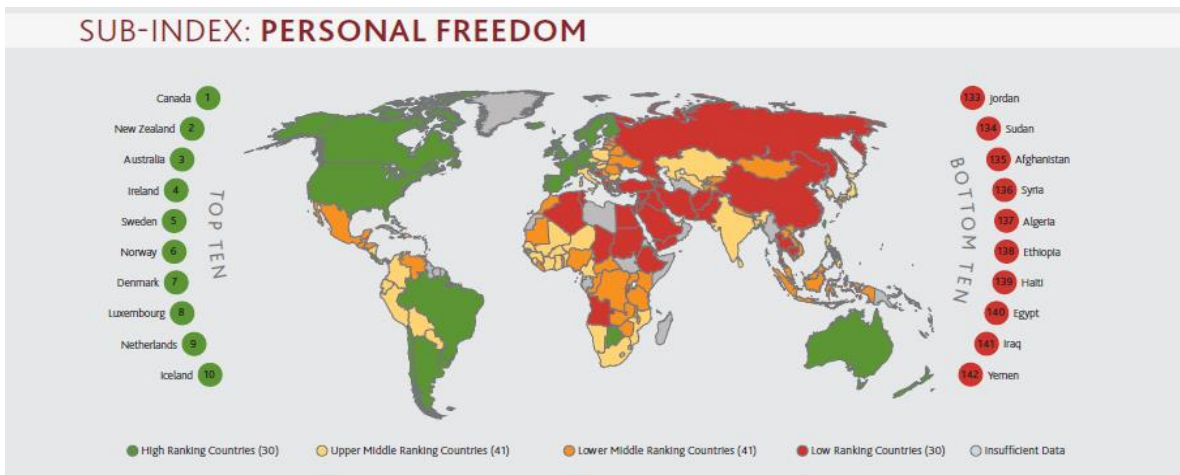 SUB-INDEX: PERSONAL FREEDOM
Canada 1
New Zealand 2
Australia 3
Ireland 4
Sweden 5
Norway 6
Denmark 7
Luxembourg 8
Netherlands 9
Iceland 10
TOP TEN
133 Jordan
134 Sudan
135 Afghanistan
136 Syria
137 Algeria
138 Ethiopia
139 Haiti
140 Egypt
141 Iraq
142 Yemen
BOTTOM TEN
High Ranking Countries (30) Upper Middle Ranking Countries (41) Lower Middle Ranking Countries (41) Low Ranking Countries (30) Insufficient Data